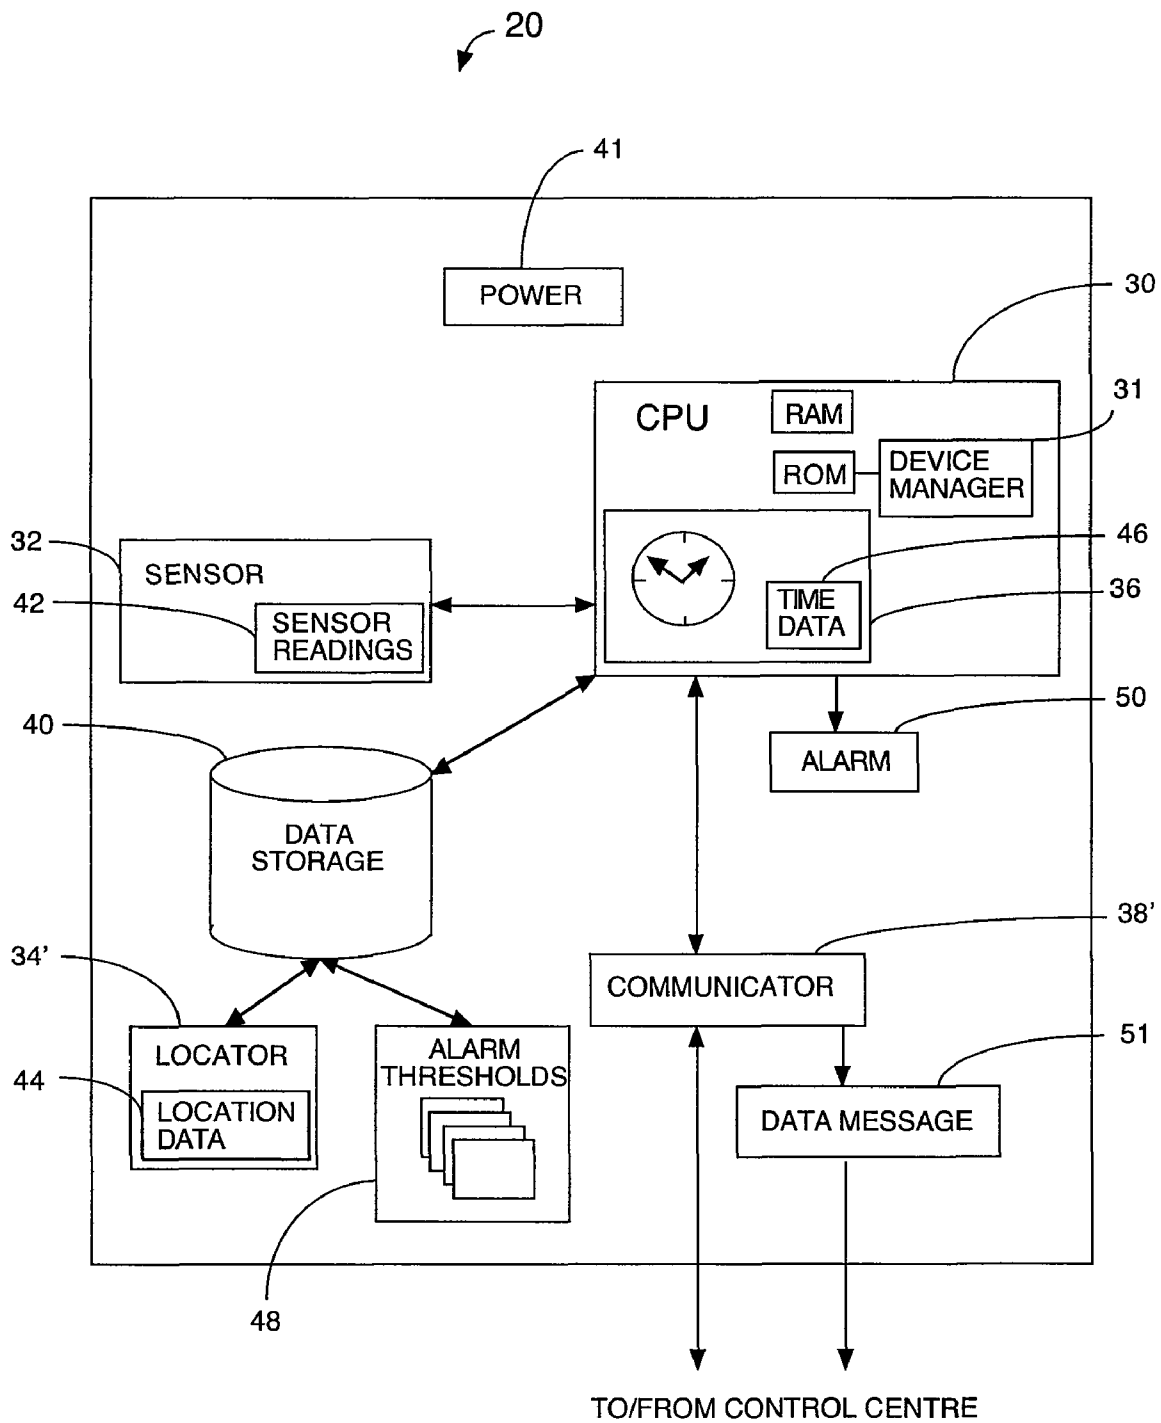 20
41
POWER
30
CPU
RAM
31
ROM
DEVICE
MANAGER
32
SENSOR
42
SENSOR
READINGS
46
TIME
DATA
36
40
50
ALARM
DATA
STORAGE
38'
COMMUNICATOR
34'
LOCATOR
44
LOCATION
DATA
ALARM
THRESHOLDS
51
DATA MESSAGE
48
TO/FROM CONTROL CENTRE